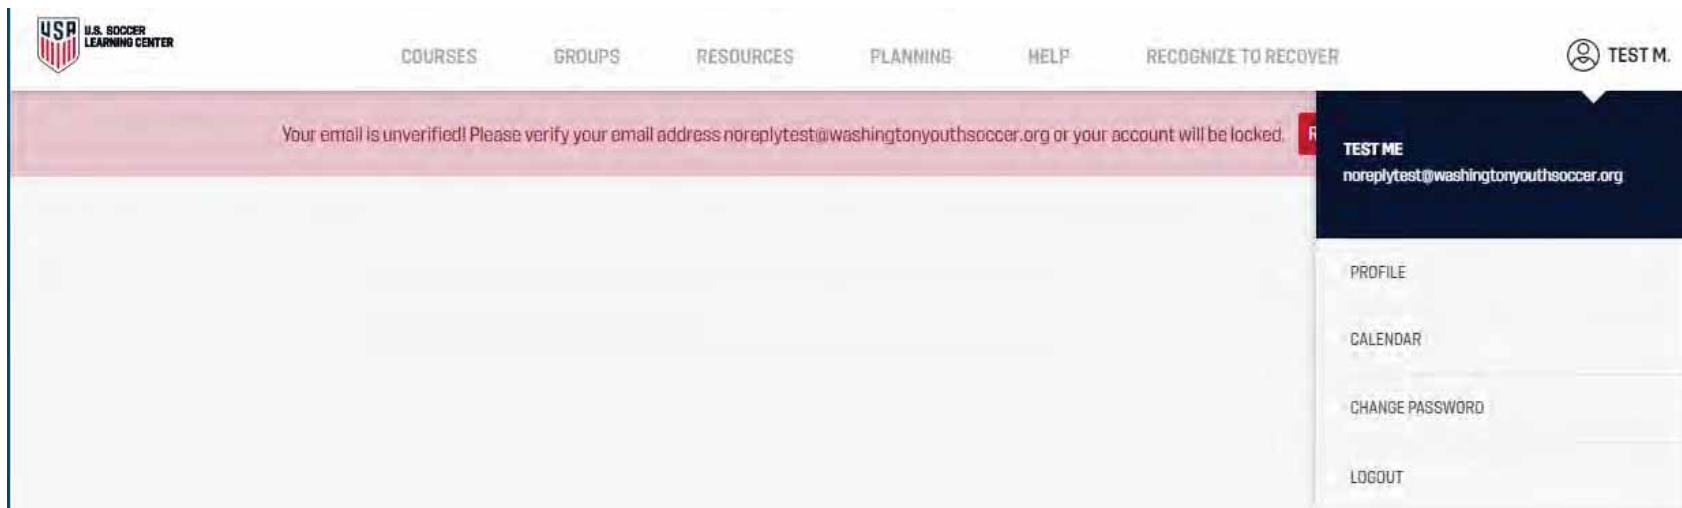 USA U.S. SOCCER
LEARNING CENTER
COURSES GROUPS RESOURCES PLANNING HELP RECOGNIZE TO RECOVER TEST M.
Your email is unverified! Please verify your email address noreplytest@washingtonyouthsoccer.org or your account will be locked. R
TEST ME
noreplytest@washingtonyouthsoccer.org
PROFILE
CALENDAR
CHANGE PASSWORD
LOGOUT